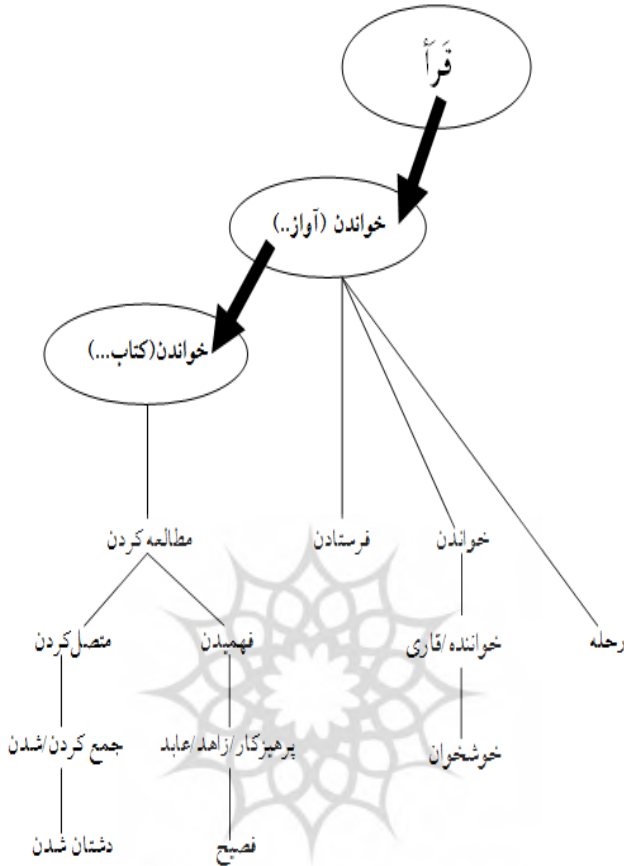 قَرَأَ
خواندن (آواز..)
خواندن(کتاب...)
خواندن
فرستادن
مطالعه کردن
رحله
خواننده/قاری
فهمیدن
متصل کردن
خوشخوان
پرهیزکار/زاهد/عابد
جمع کردن/شدن
فصیح
دشتان شدن